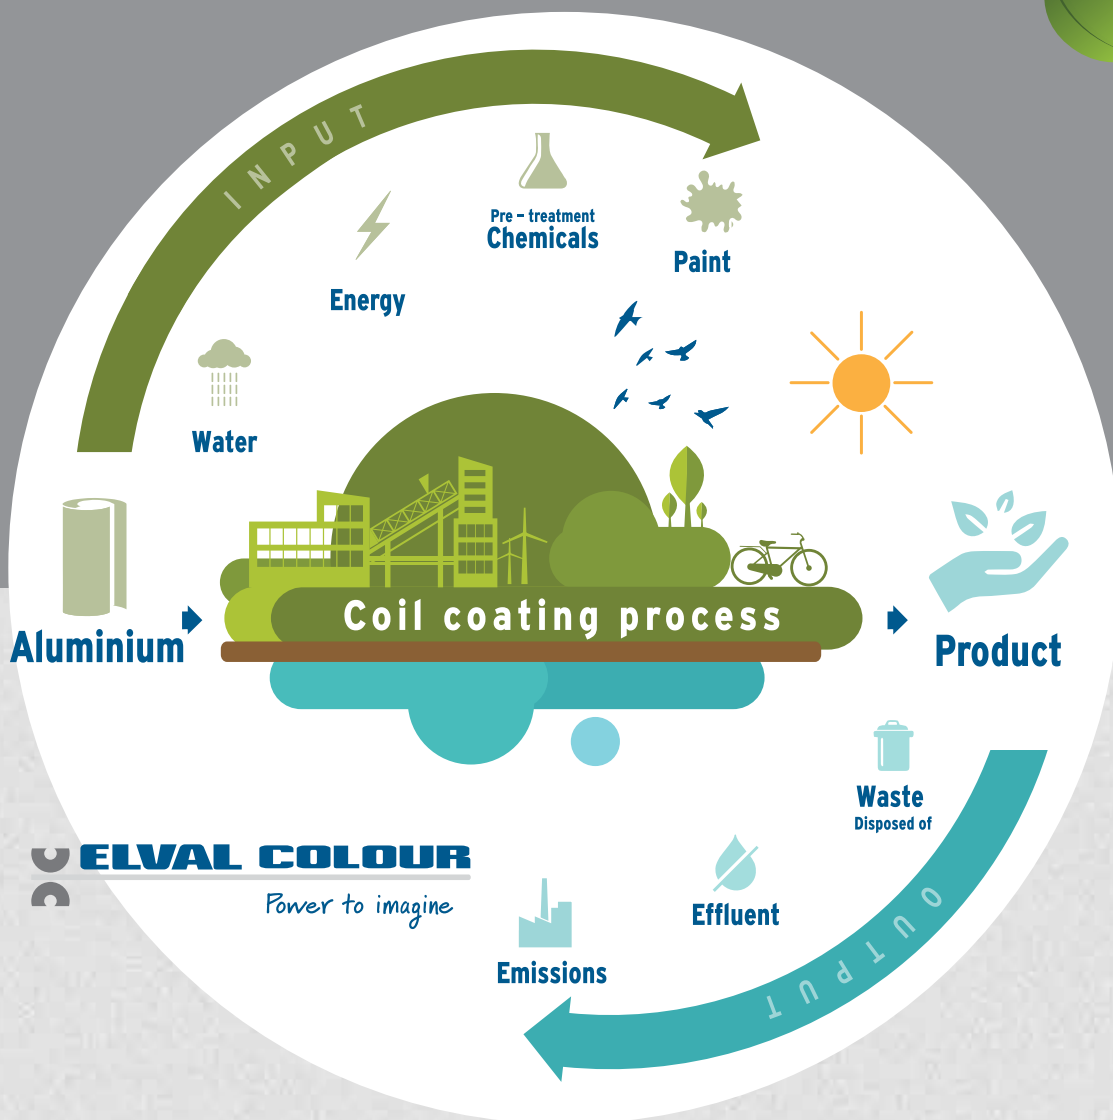 INPUT
Pre – treatment
Chemicals
Paint
Energy
Water
Coil coating process
Aluminium
Product
Waste
Disposed of
Effluent
Emissions
OUTPUT
ELVAL COLOUR
Power to imagine